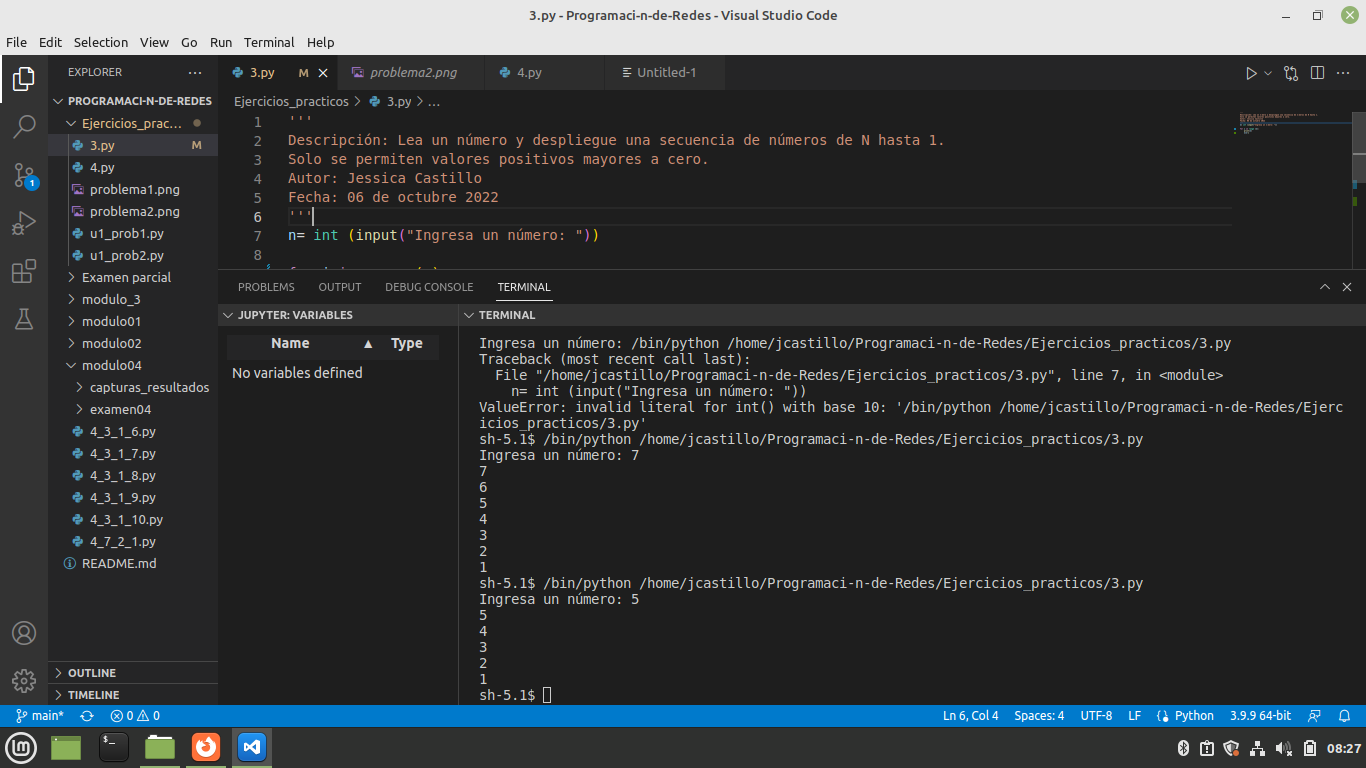 3.py - Programaci-n-de-Redes - Visual Studio Code
File Edit Selection View Go Run Terminal Help
EXPLORER
PROGRAMACI-N-DE-REDES
Ejercicios_prac...
3.py M
4.py
problema1.png
problema2.png
u1_prob1.py
u1_prob2.py
Examen parcial
modulo_3
modulo01
modulo02
modulo04
capturas_resultados
examen04
4_3_1_6.py
4_3_1_7.py
4_3_1_8.py
4_3_1_9.py
4_3_1_10.py
4_7_2_1.py
README.md
OUTLINE
TIMELINE
1
3.py M problema2.png 4.py Untitled-1
Ejercicios_practicos > 3.py > ...
1 '''
2 Descripción: Lea un número y despliegue una secuencia de números de N hasta 1.
3 Solo se permiten valores positivos mayores a cero.
4 Autor: Jessica Castillo
5 Fecha: 06 de octubre 2022
6 '''
7 n= int (input("Ingresa un número: "))
8
PROBLEMS OUTPUT DEBUG CONSOLE TERMINAL
JUPYTER: VARIABLES
Name ▲ Type
No variables defined
TERMINAL
Ingresa un número: /bin/python /home/jcastillo/Programaci-n-de-Redes/Ejercicios_practicos/3.py
Traceback (most recent call last):
File "/home/jcastillo/Programaci-n-de-Redes/Ejercicios_practicos/3.py", line 7, in <module>
n= int (input("Ingresa un número: "))
ValueError: invalid literal for int() with base 10: '/bin/python /home/jcastillo/Programaci-n-de-Redes/Ejerc
icios_practicos/3.py'
sh-5.1$ /bin/python /home/jcastillo/Programaci-n-de-Redes/Ejercicios_practicos/3.py
Ingresa un número: 7
7
6
5
4
3
2
1
sh-5.1$ /bin/python /home/jcastillo/Programaci-n-de-Redes/Ejercicios_practicos/3.py
Ingresa un número: 5
5
4
3
2
1
sh-5.1$
main* 0 0 Ln 6, Col 4 Spaces: 4 UTF-8 LF Python 3.9.9 64-bit
08:27